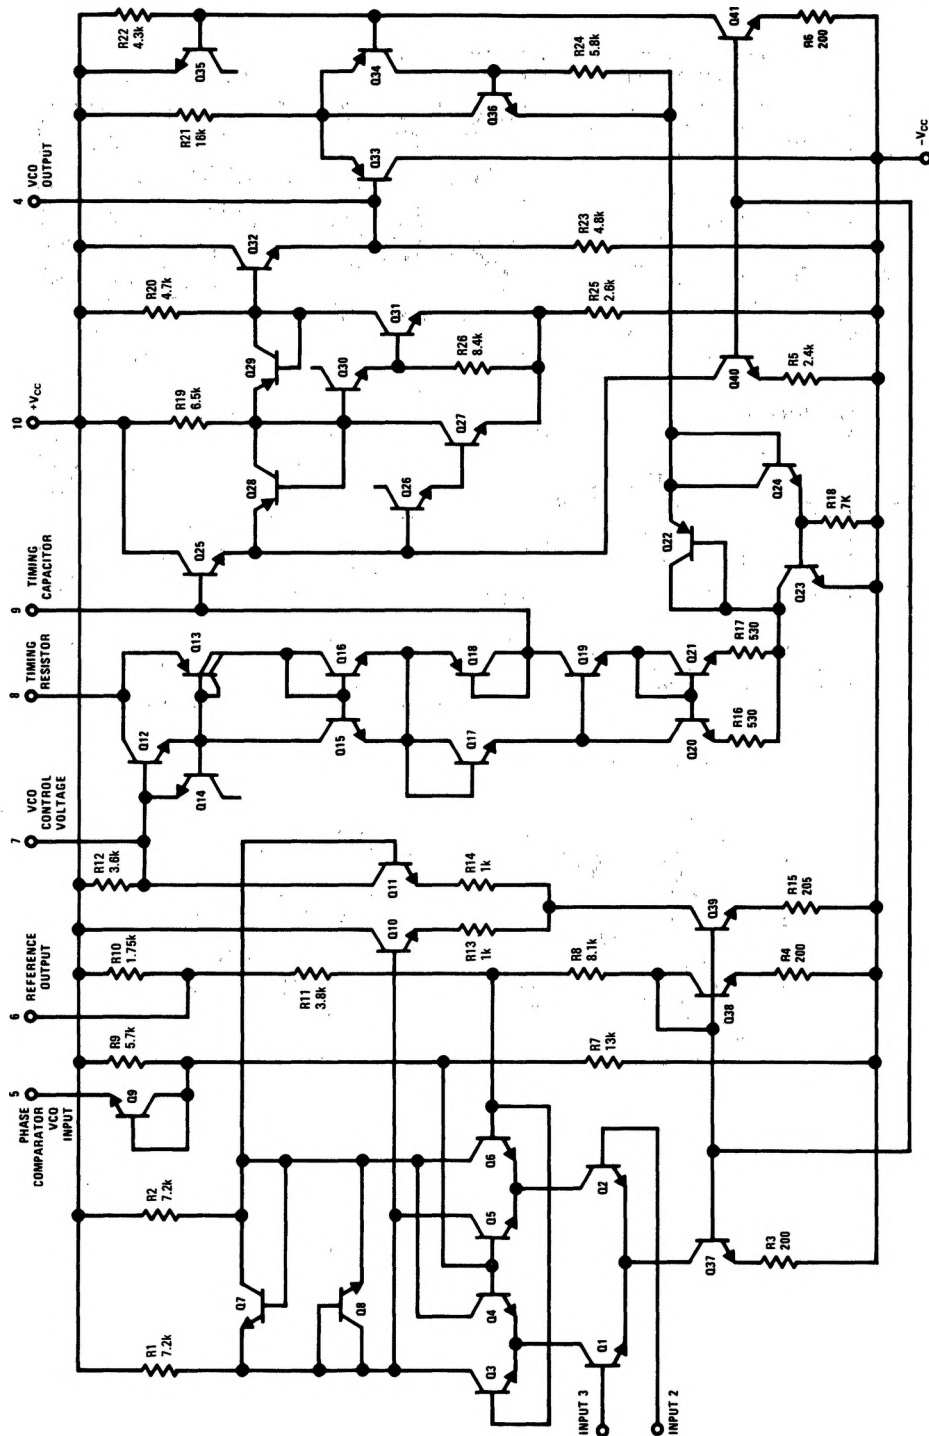 5
PHASE
COMPARATOR VCO
INPUT
6
REFERENCE
OUTPUT
7
VCO
CONTROL
VOLTAGE
8
TIMING
RESISTOR
9
TIMING
CAPACITOR
10
+VCC
4
VCO
OUTPUT
R1
7.2k
R2
7.2k
Q9
R9
5.7k
R10
1.75k
R12
3.6k
Q12
Q13
Q14
Q25
R19
6.5k
R20
4.7k
Q32
R21
16k
R22
4.3k
Q35
Q7
Q8
R11
3.8k
Q10
Q11
Q15
Q16
Q28
Q29
Q30
Q31
Q26
Q27
R26
8.4k
Q33
Q34
Q36
R24
5.8k
Q3
Q4
Q5
Q6
R13
1k
R14
1k
Q17
Q18
Q19
Q20
Q21
R16
530
R17
530
R8
8.1k
R7
13k
R25
2.6k
R23
4.8k
Q22
Q24
Q23
R18
7K
Q1
Q2
INPUT 3
INPUT 2
Q37
R3
200
Q38
R4
200
Q39
R15
205
Q40
R5
2.4k
Q41
R6
200
−VCC